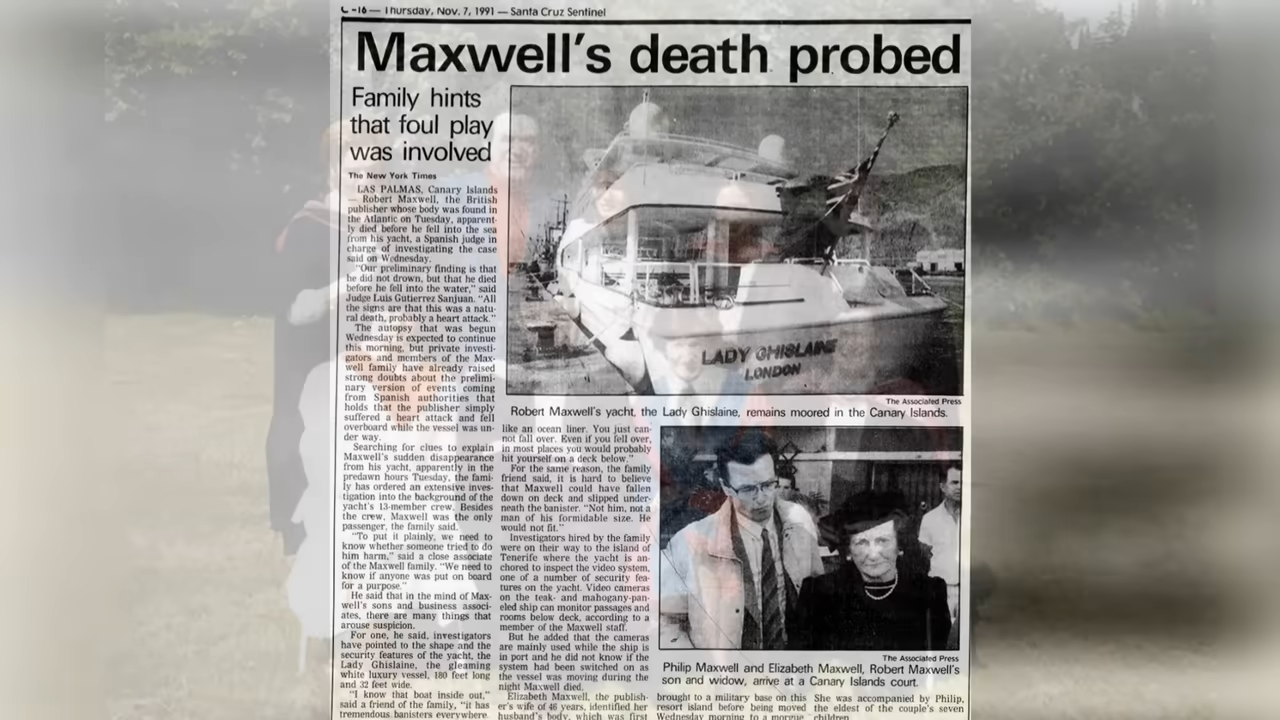 C-16 — Thursday, Nov. 7, 1991 — Santa Cruz Sentinel
Maxwell's death probed
Family hints
that foul play
was involved
The New York Times
LAS PALMAS, Canary Islands
— Robert Maxwell, the British
publisher whose body was found in
the Atlantic on Tuesday, apparent-
ly died before he fell into the sea
from his yacht, a Spanish judge in
charge of investigating the case
said on Wednesday.
"Our preliminary finding is that
he did not drown, but that he died
before he fell into the water," said
Judge Luis Gutierrez Sanjuan. "All
the signs are that this was a natu-
ral death, probably a heart attack."
The autopsy that was begun
Wednesday is expected to continue
this morning, but private investi-
gators and members of the Max-
well family have already raised
strong doubts about the prelimi-
nary version of events coming
from Spanish authorities that
holds that the publisher simply
suffered a heart attack and fell
overboard while the vessel was un-
der way.
Searching for clues to explain
Maxwell's sudden disappearance
from his yacht, apparently in the
predawn hours Tuesday, the fami-
ly has ordered an extensive inves-
tigation into the background of the
yacht's 13-member crew. Besides
the crew, Maxwell was the only
passenger, the family said.
"To put it plainly, we need to
know whether someone tried to do
him harm," said a close associate
of the Maxwell family. "We need to
know if anyone was put on board
for a purpose."
He said that in the mind of Max-
well's sons and business associ-
ates, there are many things that
arouse suspicion.
For one, he said, investigators
have pointed to the shape and the
security features of the yacht, the
Lady Ghislaine, the gleaming
white luxury vessel, 180 feet long
and 32 feet wide.
"I know that boat inside out,"
said a friend of the family, "it has
tremendous banisters everywhere
LADY GHISLAINE
LONDON
The Associated Press
Robert Maxwell's yacht, the Lady Ghislaine, remains moored in the Canary Islands.
like an ocean liner. You just can-
not fall over. Even if you fell over,
in most places you would probably
hit yourself on a deck below."
For the same reason, the family
friend said, it is hard to believe
that Maxwell could have fallen
down on deck and slipped under-
neath the banister. "Not him, not a
man of his formidable size. He
would not fit."
Investigators hired by the family
were on their way to the island of
Tenerife where the yacht is an-
chored to inspect the video system,
one of a number of security fea-
tures on the yacht. Video cameras
on the teak- and mahogany-pan-
eled ship can monitor passages and
rooms below deck, according to a
member of the Maxwell staff.
But he added that the cameras
are mainly used while the ship is
in port and he did not know if the
system had been switched on as
the vessel was moving during the
night Maxwell died.
Elizabeth Maxwell, the publish-
er's wife of 46 years, identified her
husband's body, which was first
The Associated Press
Philip Maxwell and Elizabeth Maxwell, Robert Maxwell's
son and widow, arrive at a Canary Islands court.
brought to a military base on this
resort island before being moved
Wednesday morning to a morgue
She was accompanied by Philip,
the eldest of the couple's seven
children.